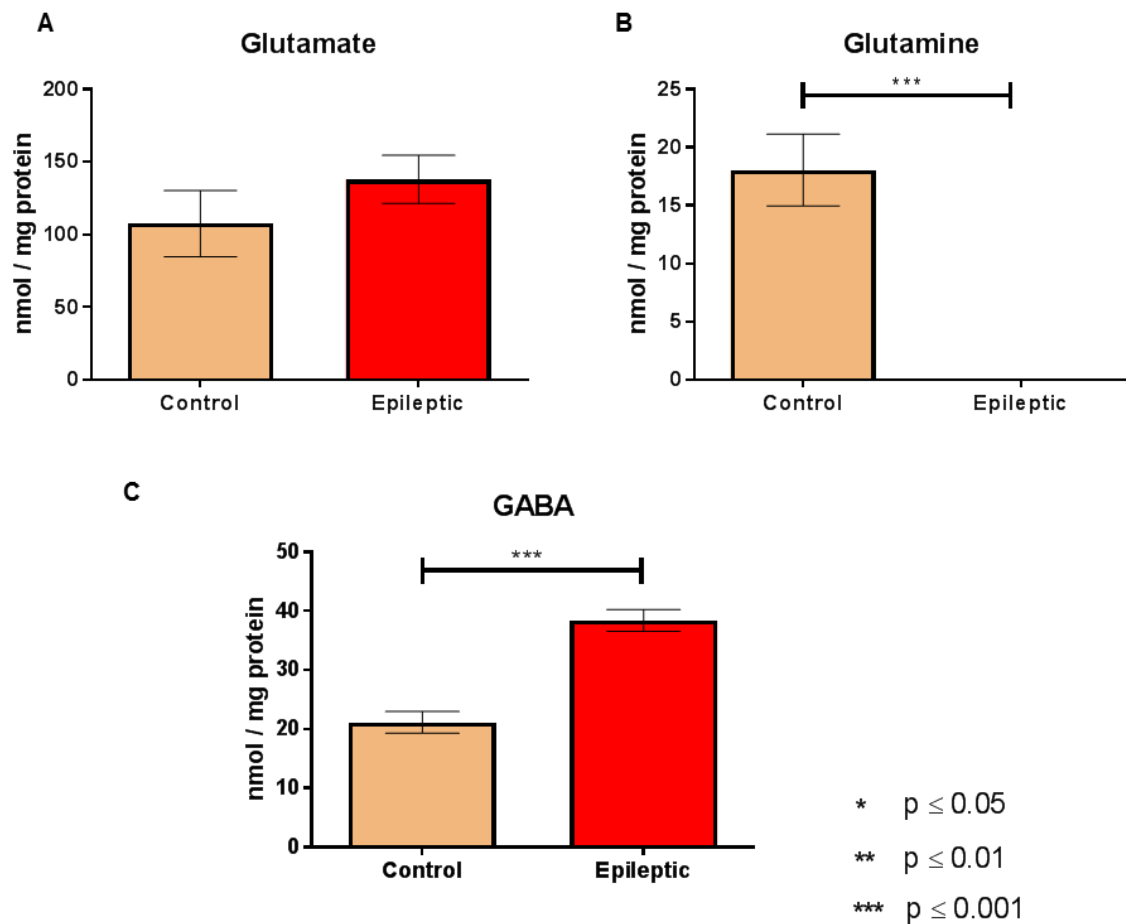 A
Glutamate
200
150
100
50
0
nmol / mg protein
Control Epileptic
B
Glutamine
***
25
20
15
10
5
0
nmol / mg protein
Control Epileptic
C
GABA
***
50
40
30
20
10
0
nmol / mg protein
Control Epileptic
* p ≤ 0.05
** p ≤ 0.01
*** p ≤ 0.001